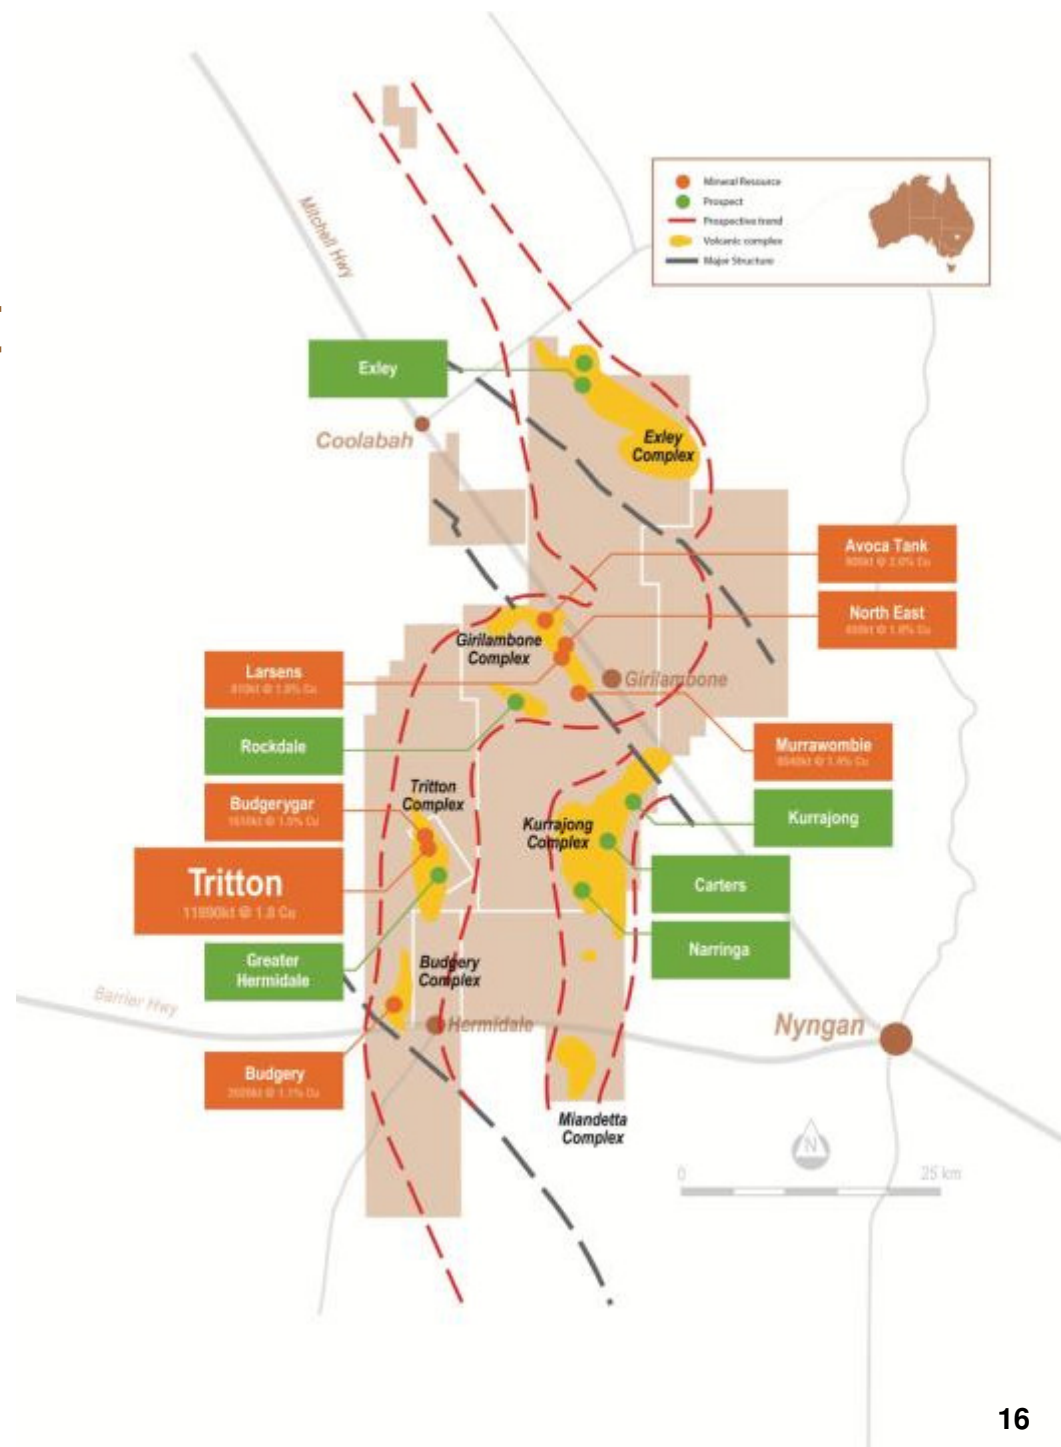 Mitchell Hwy
Mineral Resource
Prospect
Prospective trend
Volcanic complex
Major Structure
Exley
Coolabah
Exley
Complex
Avoca Tank
North East
Girilambone
Complex
Larsens
Girilambone
Rockdale
Murrawombie
Tritton
Complex
Budgerygar
Kurrajong
Kurrajong
Complex
Tritton
11890kt @ 1.8 Cu
Carters
Greater
Hermidale
Narringa
Budgery
Complex
Barrier Hwy
Hermidale
Nyngan
Budgery
Miandetta
Complex
N
0
25 km
16